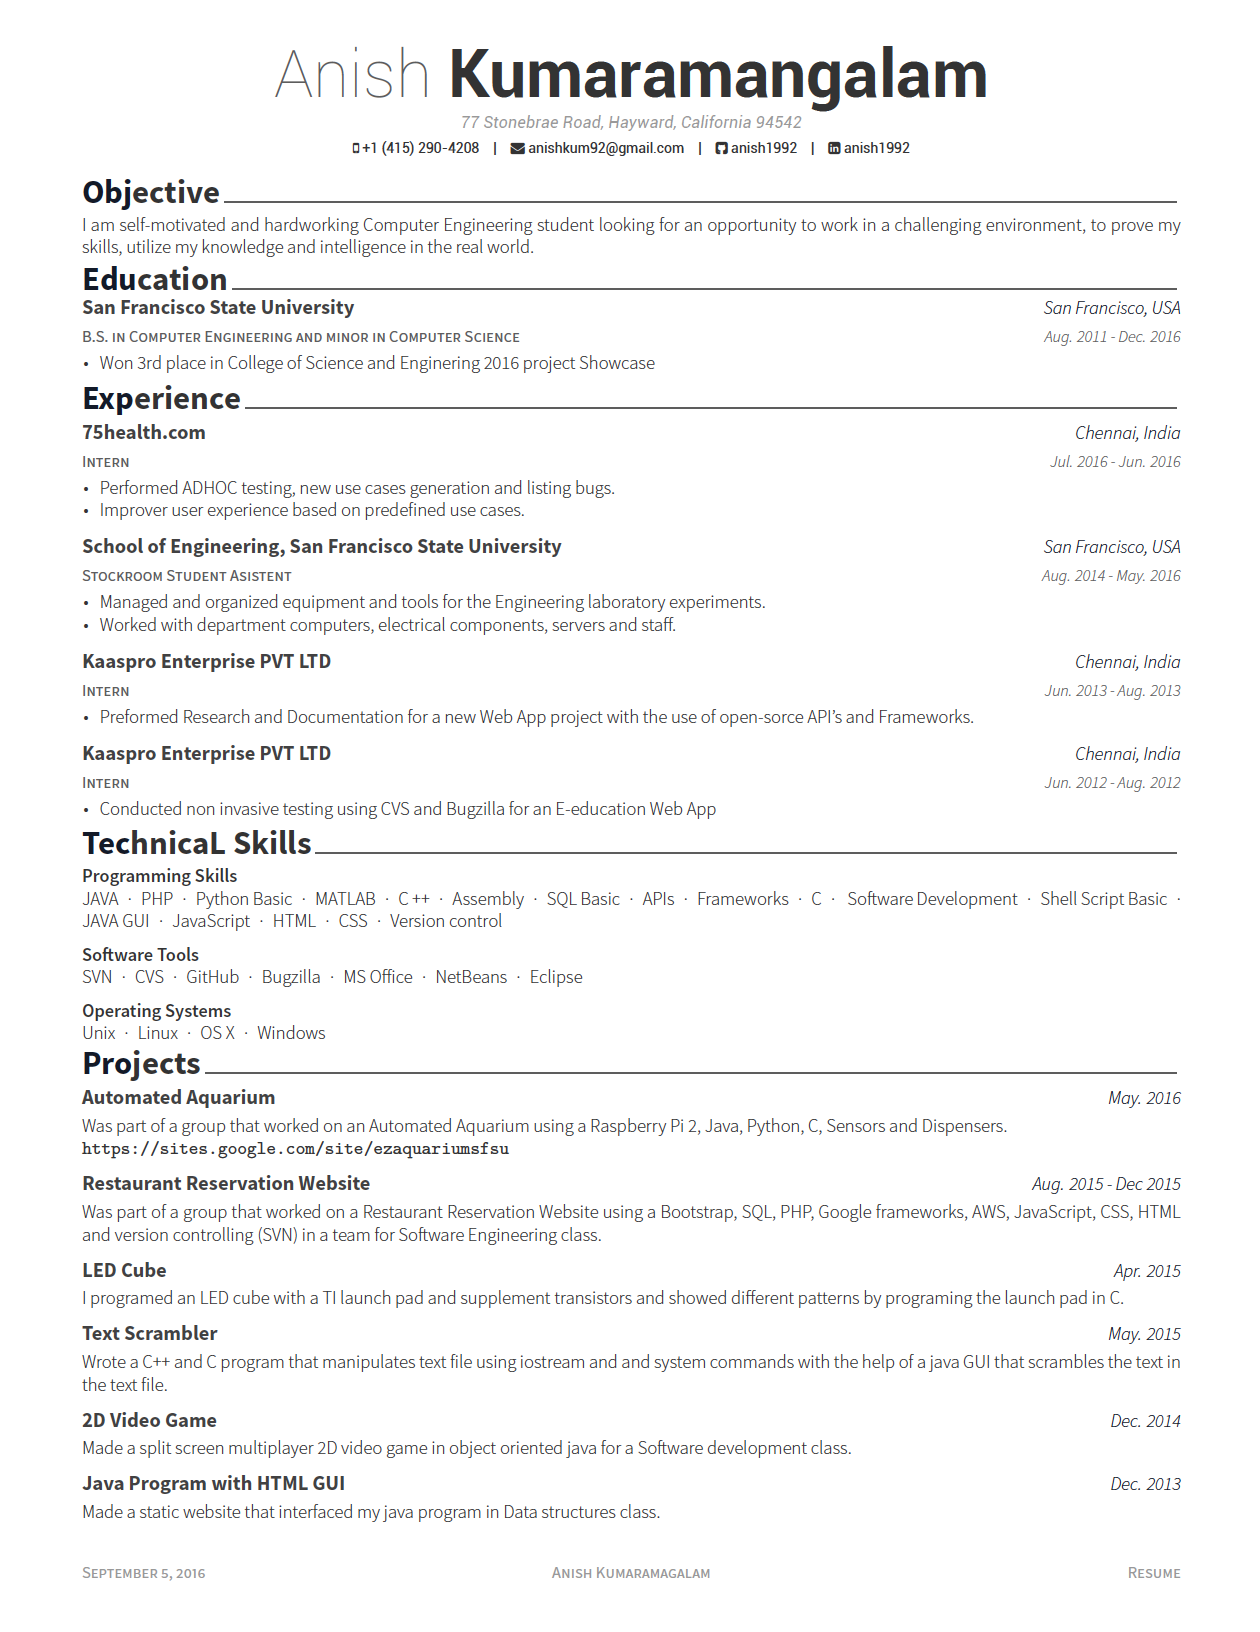 Anish Kumaramangalam
77 Stonebrae Road, Hayward, California 94542
+1 (415) 290-4208 | anishkum92@gmail.com | anish1992 | anish1992
Objective
I am self-motivated and hardworking Computer Engineering student looking for an opportunity to work in a challenging environment, to prove my
skills, utilize my knowledge and intelligence in the real world.
Education
San Francisco State University San Francisco, USA
B.S. in Computer Engineering and minor in Computer Science Aug. 2011 - Dec. 2016
• Won 3rd place in College of Science and Enginering 2016 project Showcase
Experience
75health.com Chennai, India
Intern Jul. 2016 - Jun. 2016
• Performed ADHOC testing, new use cases generation and listing bugs.
• Improver user experience based on predefined use cases.
School of Engineering, San Francisco State University San Francisco, USA
Stockroom Student Asistent Aug. 2014 - May. 2016
• Managed and organized equipment and tools for the Engineering laboratory experiments.
• Worked with department computers, electrical components, servers and staff.
Kaaspro Enterprise PVT LTD Chennai, India
Intern Jun. 2013 - Aug. 2013
• Preformed Research and Documentation for a new Web App project with the use of open-sorce API’s and Frameworks.
Kaaspro Enterprise PVT LTD Chennai, India
Intern Jun. 2012 - Aug. 2012
• Conducted non invasive testing using CVS and Bugzilla for an E-education Web App
TechnicaL Skills
Programming Skills
JAVA · PHP · Python Basic · MATLAB · C ++ · Assembly · SQL Basic · APIs · Frameworks · C · Software Development · Shell Script Basic ·
JAVA GUI · JavaScript · HTML · CSS · Version control
Software Tools
SVN · CVS · GitHub · Bugzilla · MS Office · NetBeans · Eclipse
Operating Systems
Unix · Linux · OS X · Windows
Projects
Automated Aquarium May. 2016
Was part of a group that worked on an Automated Aquarium using a Raspberry Pi 2, Java, Python, C, Sensors and Dispensers.
https://sites.google.com/site/ezaquariumsfsu
Restaurant Reservation Website Aug. 2015 - Dec 2015
Was part of a group that worked on a Restaurant Reservation Website using a Bootstrap, SQL, PHP, Google frameworks, AWS, JavaScript, CSS, HTML
and version controlling (SVN) in a team for Software Engineering class.
LED Cube Apr. 2015
I programed an LED cube with a TI launch pad and supplement transistors and showed different patterns by programing the launch pad in C.
Text Scrambler May. 2015
Wrote a C++ and C program that manipulates text file using iostream and and system commands with the help of a java GUI that scrambles the text in
the text file.
2D Video Game Dec. 2014
Made a split screen multiplayer 2D video game in object oriented java for a Software development class.
Java Program with HTML GUI Dec. 2013
Made a static website that interfaced my java program in Data structures class.
September 5, 2016 Anish Kumaramagalam Resume